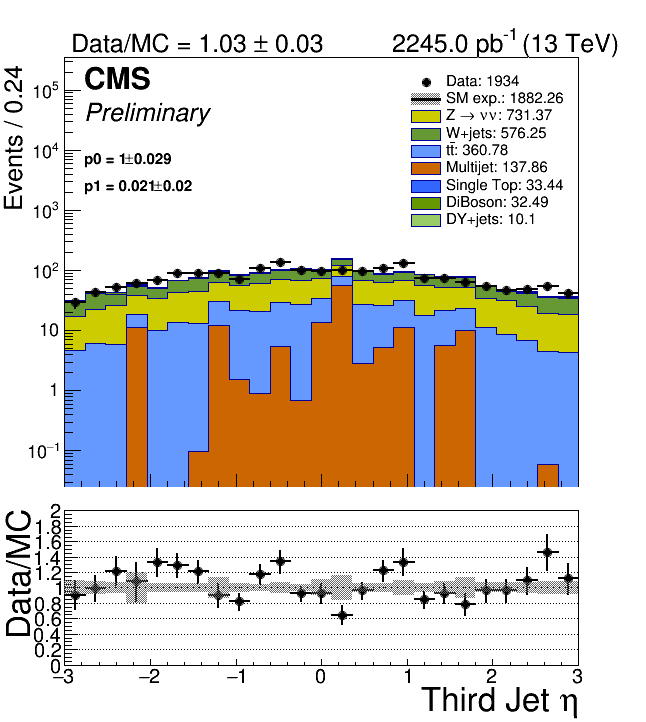 Data/MC = 1.03 ± 0.03
2245.0 pb⁻¹ (13 TeV)
CMS
Preliminary
p0 = 1±0.029
p1 = 0.021±0.02
Data: 1934
SM exp.: 1882.26
Z → νν: 731.37
W+jets: 576.25
tt̄: 360.78
Multijet: 137.86
Single Top: 33.44
DiBoson: 32.49
DY+jets: 10.1
Events / 0.24
10⁵
10⁴
10³
10²
10
1
10⁻¹
Data/MC
2
1.8
1.6
1.4
1.2
1
0.8
0.6
0.4
0.2
0
−3 −2 −1 0 1 2 3
Third Jet η